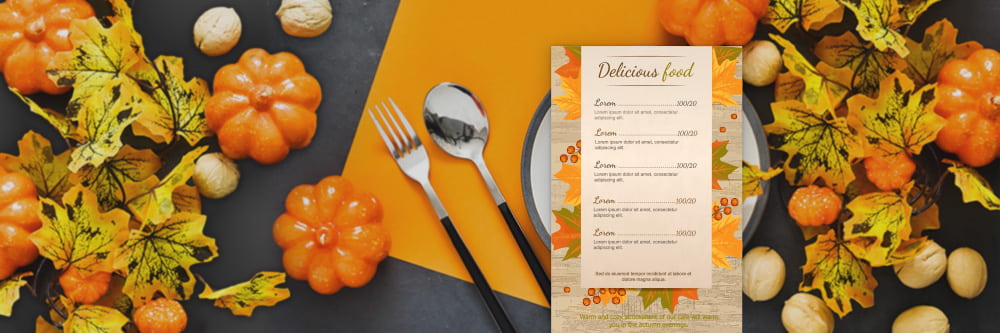 Delicious food
Lorem ........................ 100/20
Lorem ipsum dolor sit amet, consectetur
adipiscing elit.
Lorem ........................ 100/20
Lorem ipsum dolor sit amet, consectetur
adipiscing elit.
Lorem ........................ 100/20
Lorem ipsum dolor sit amet, consectetur
adipiscing elit.
Lorem ........................ 100/20
Lorem ipsum dolor sit amet, consectetur
adipiscing elit.
Lorem ........................ 100/20
Lorem ipsum dolor sit amet, consectetur
adipiscing elit.
Sed do eiusmod tempor incididunt ut labore et
dolore magna aliqua.
Warm and cozy atmosphere of our cafe will warm
you in the autumn evenings.